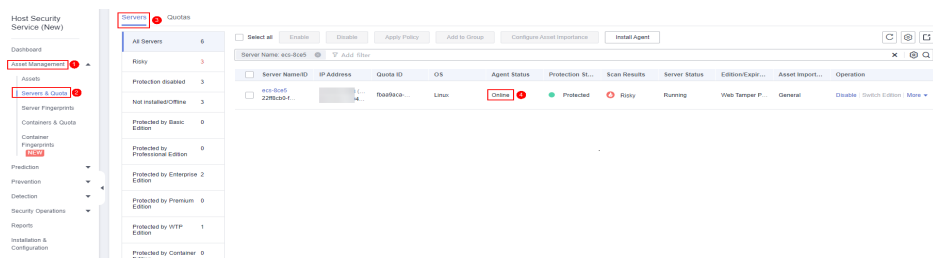 Host Security
Service (New)
Dashboard
Asset Management 1
Assets
Servers & Quota 2
Server Fingerprints
Containers & Quota
Container
Fingerprints
NEW
Prediction
Prevention
Detection
Security Operations
Reports
Installation &
Configuration
Servers 3 Quotas
All Servers 6
Risky 3
Protection disabled 3
Not installed/Offline 3
Protected by Basic 0
Edition
Protected by 0
Professional Edition
Protected by Enterprise 2
Edition
Protected by Premium 0
Edition
Protected by WTP 1
Edition
Protected by Container 0
Select all Enable Disable Apply Policy Add to Group Configure Asset Importance Install Agent
Server Name: ecs-8ce5 Add filter
Server Name/ID IP Address Quota ID OS Agent Status Protection St... Scan Results Server Status Edition/Expir... Asset Import... Operation
ecs-8ce5 fbaa9aca-... Linux Online 4 Protected Risky Running Web Tamper P... General Disable Switch Edition More
22ff8cb9-f...